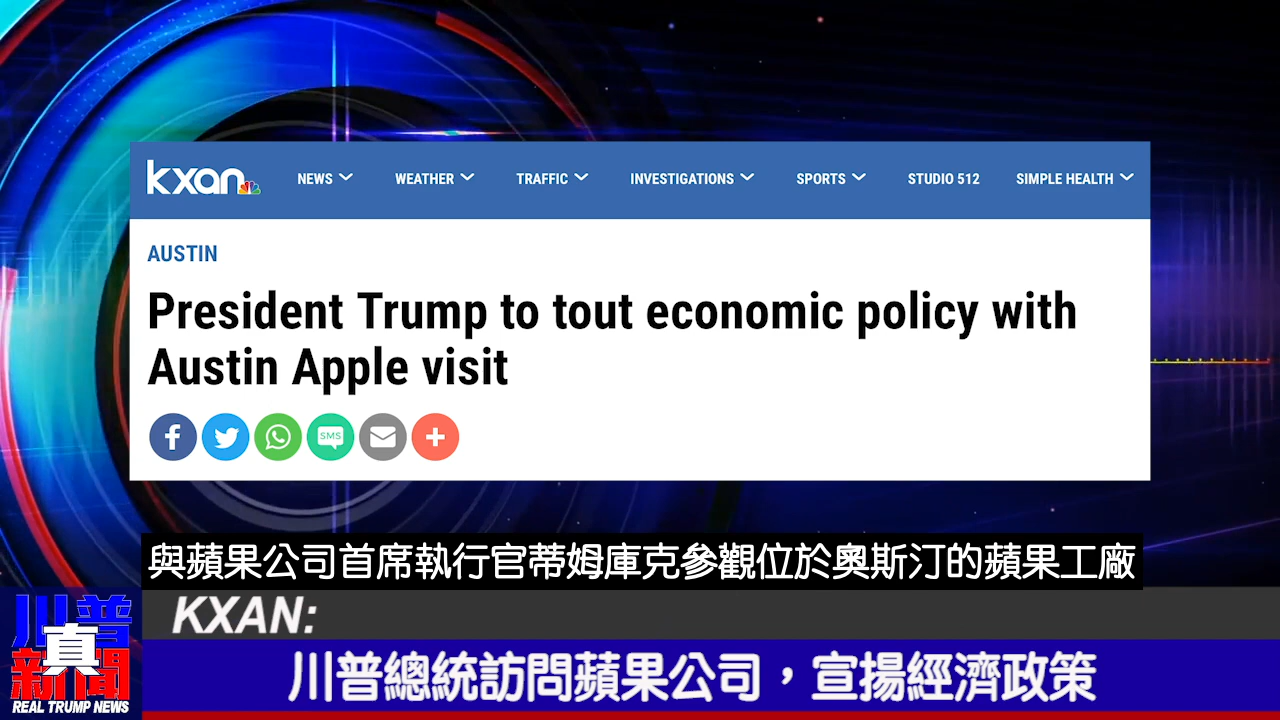 kxan
NEWS WEATHER TRAFFIC INVESTIGATIONS SPORTS STUDIO 512 SIMPLE HEALTH
AUSTIN
President Trump to tout economic policy with
Austin Apple visit
SMS
與蘋果公司首席執行官蒂姆庫克參觀位於奧斯汀的蘋果工廠
KXAN:
川普總統訪問蘋果公司，宣揚經濟政策
川普
真
新聞
REAL TRUMP NEWS